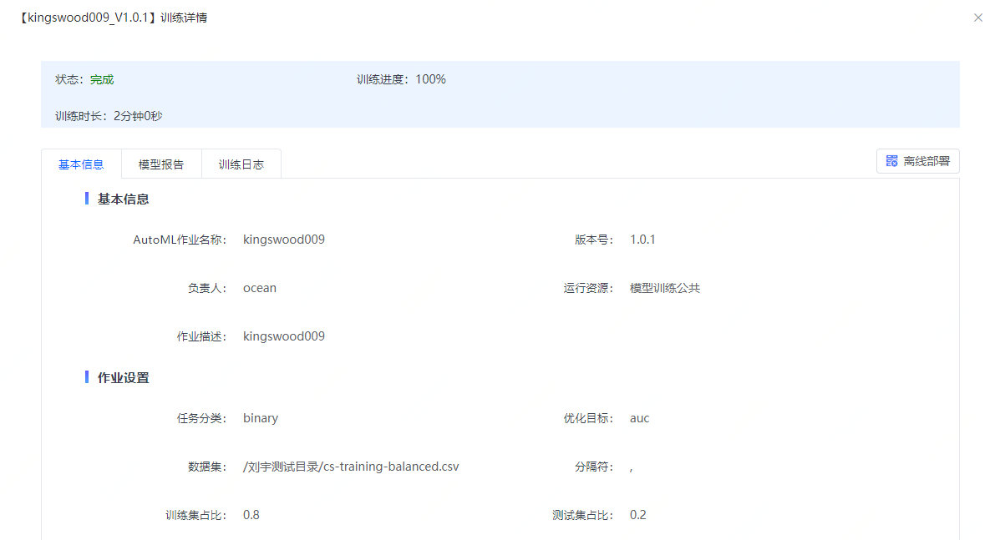 【kingswood009_V1.0.1】训练详情
状态：完成 训练进度：100%
训练时长：2分钟0秒
基本信息 模型报告 训练日志 离线部署
基本信息
AutoML作业名称： kingswood009 版本号： 1.0.1
负责人： ocean 运行资源： 模型训练公共
作业描述： kingswood009
作业设置
任务分类： binary 优化目标： auc
数据集： /刘宇测试目录/cs-training-balanced.csv 分隔符： ,
训练集占比： 0.8 测试集占比： 0.2